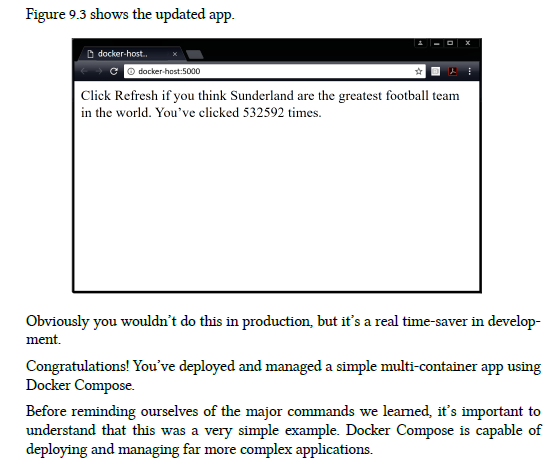 Figure 9.3 shows the updated app.
docker-host..
docker-host:5000
Click Refresh if you think Sunderland are the greatest football team
in the world. You've clicked 532592 times.
Obviously you wouldn't do this in production, but it's a real time-saver in develop-
ment.
Congratulations! You've deployed and managed a simple multi-container app using
Docker Compose.
Before reminding ourselves of the major commands we learned, it's important to
understand that this was a very simple example. Docker Compose is capable of
deploying and managing far more complex applications.